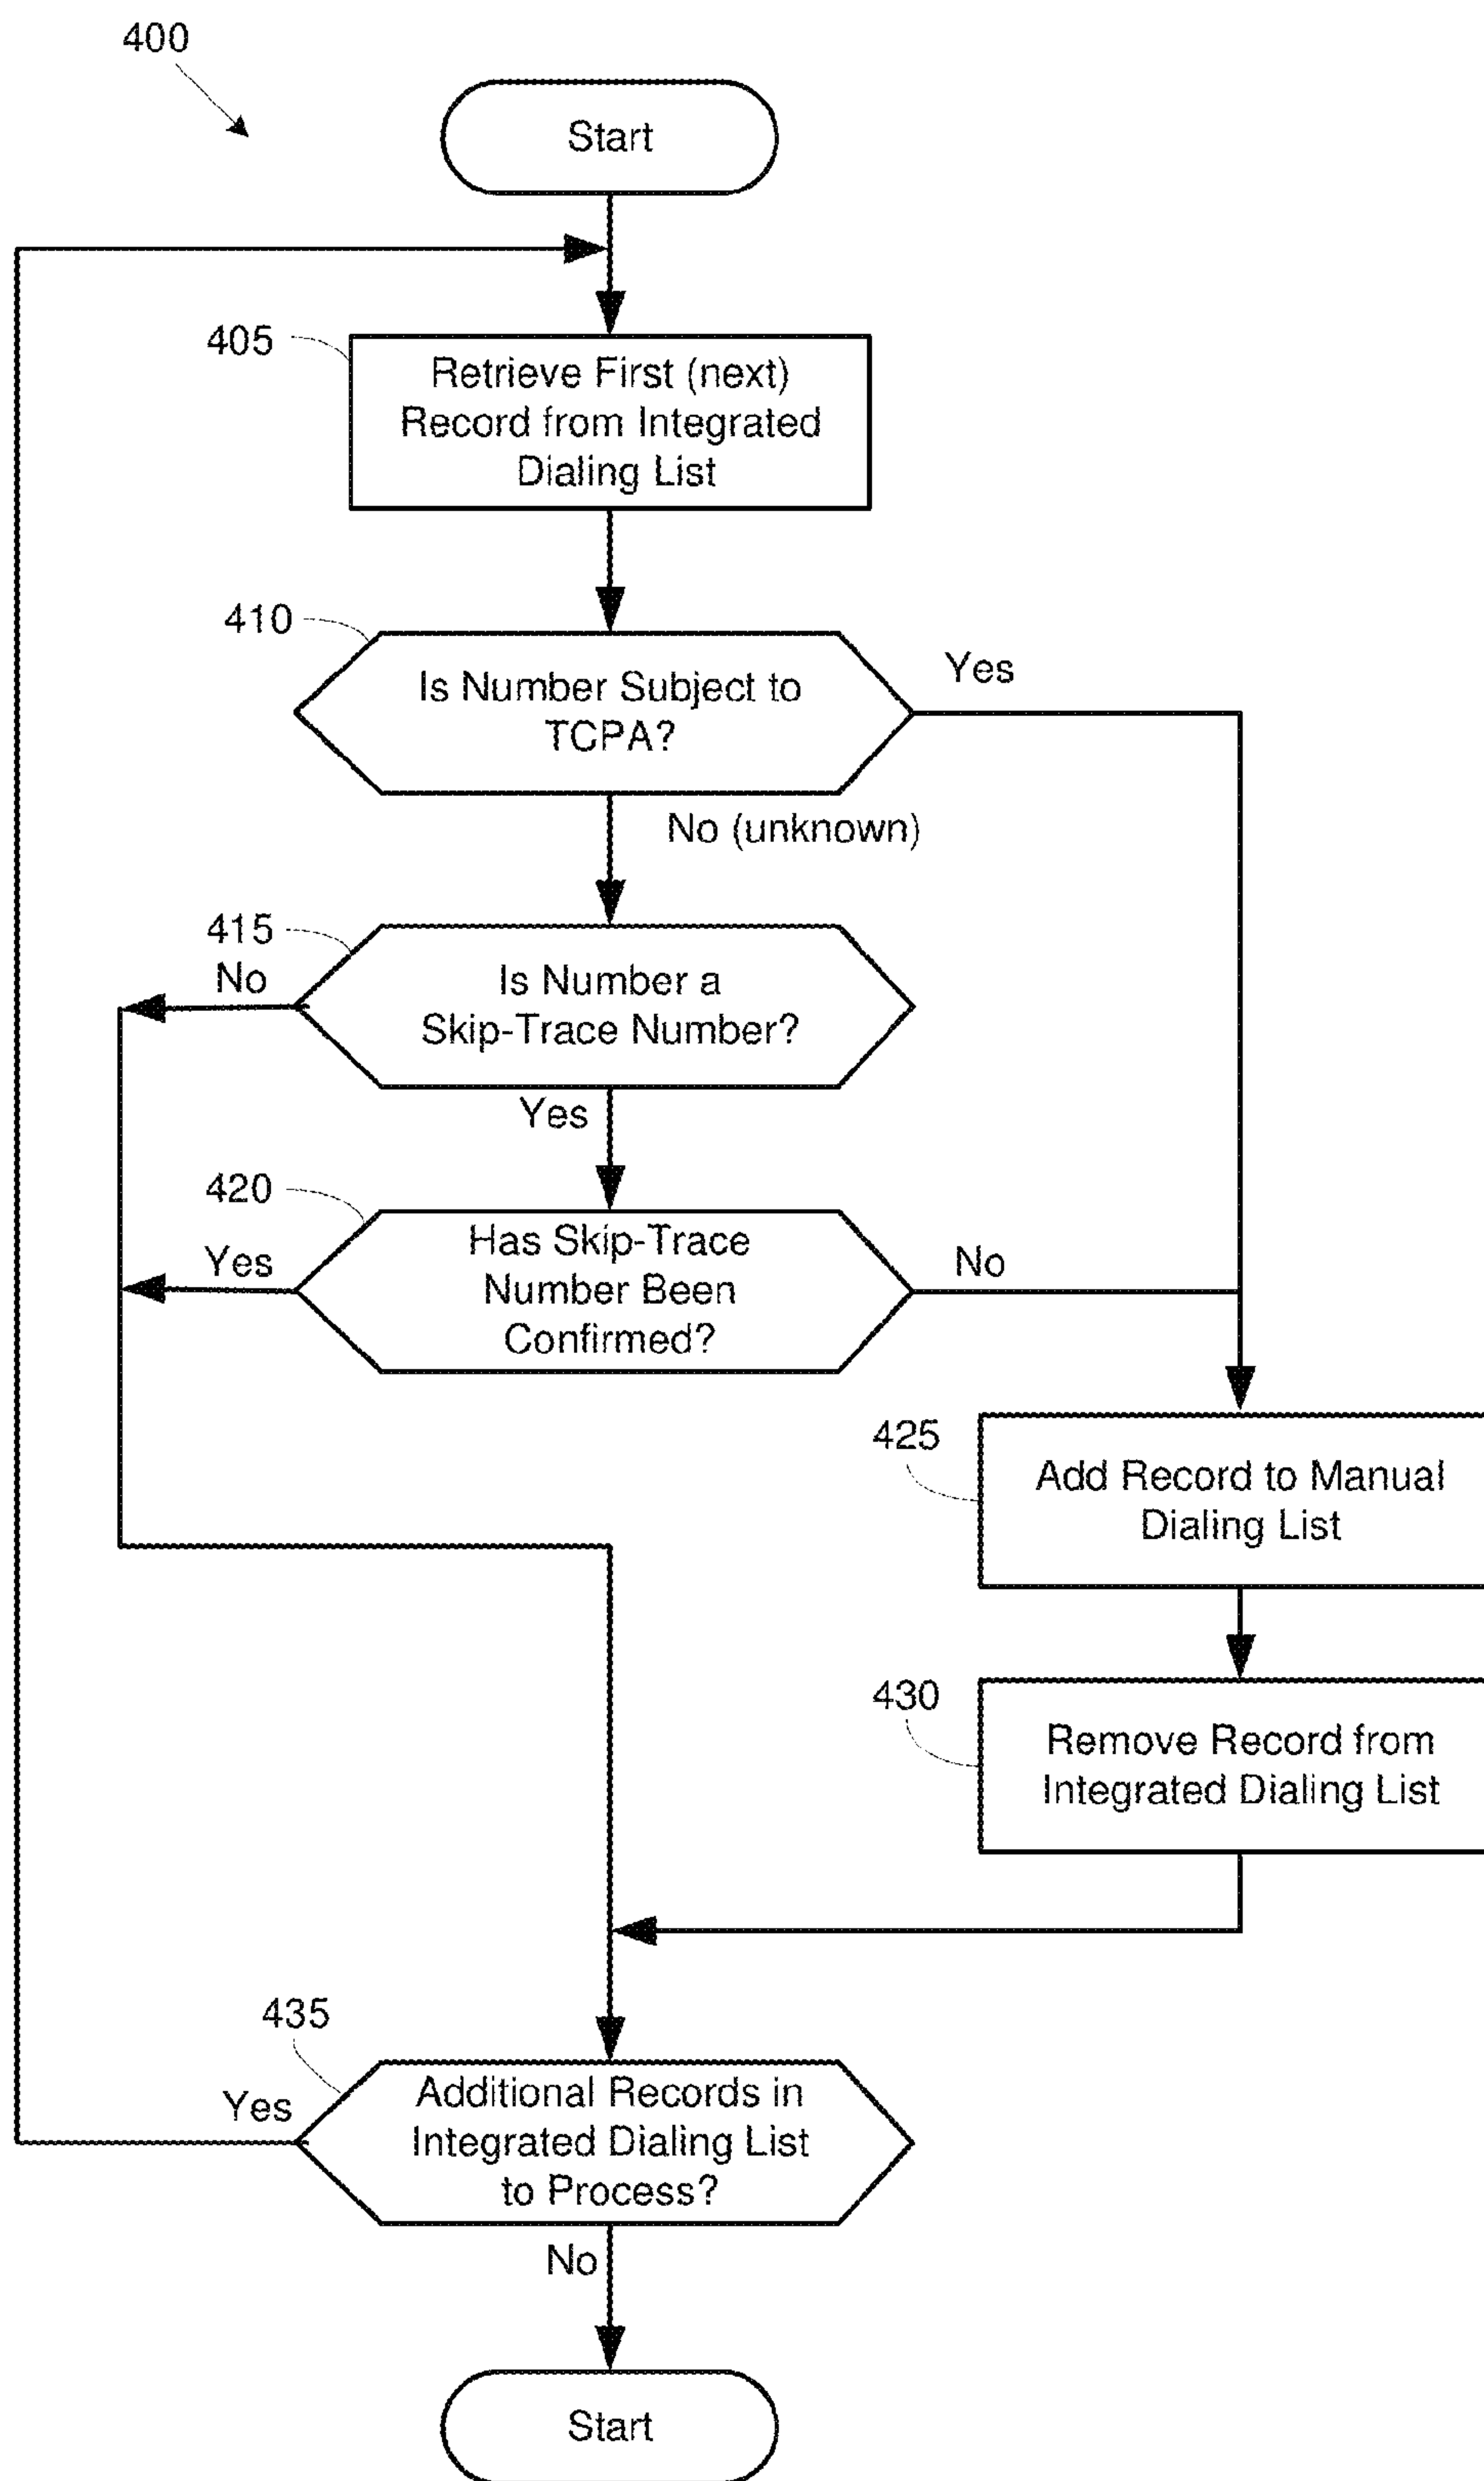 400
Start
405
Retrieve First (next)
Record from Integrated
Dialing List
410
Is Number Subject to
TCPA?
Yes
No (unknown)
415
No
Is Number a
Skip-Trace Number?
Yes
420
Yes
Has Skip-Trace
Number Been
Confirmed?
No
425
Add Record to Manual
Dialing List
430
Remove Record from
Integrated Dialing List
435
Yes
Additional Records in
Integrated Dialing List
to Process?
No
Start